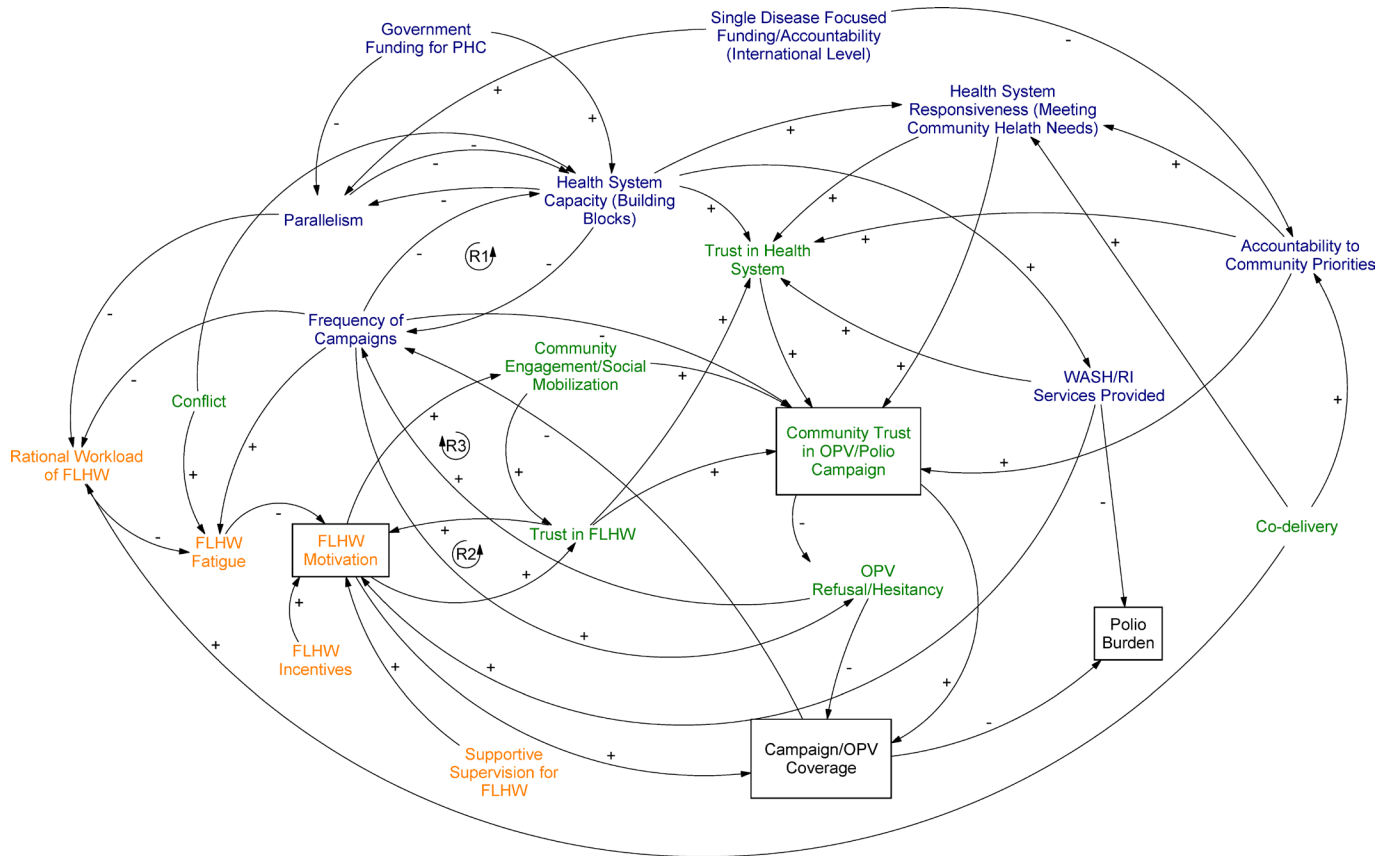 Government
Funding for PHC
Single Disease Focused
Funding/Accountability
(International Level)
-
+
Health System
Responsiveness (Meeting
Community Helath Needs)
-
+
+
-
-
+
Health System
Capacity (Building
Blocks)
Parallelism
-
+
+
+
Trust in Health
System
+
+
Accountability to
Community Priorities
R1
-
-
+
-
Frequency of
Campaigns
-
+
+
Community
Engagement/Social
Mobilization
+
+
+
WASH/RI
Services Provided
-
Conflict
+
+
-
R3
Community Trust
in OPV/Polio
Campaign
+
Rational Workload
of FLHW
+
+
+
+
+
-
-
FLHW
Fatigue
-
FLHW
Motivation
+
R2
Trust in FLHW
-
Co-delivery
+
+
OPV
Refusal/Hesitancy
+
+
FLHW
Incentives
+
+
-
+
Polio
Burden
Supportive
Supervision for
FLHW
+
Campaign/OPV
Coverage
-